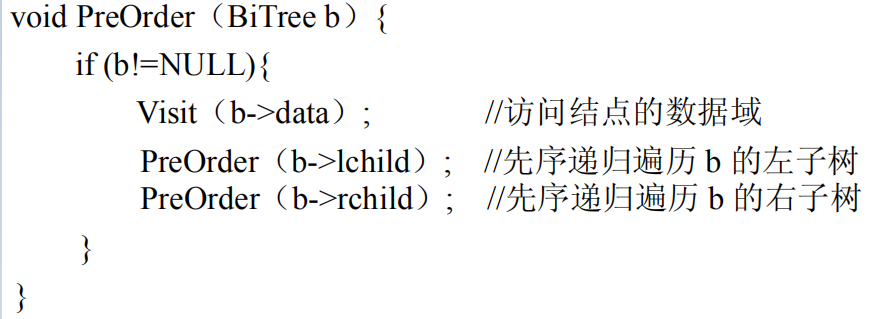 void PreOrder（BiTree b）{
if (b!=NULL){
Visit（b->data）; //访问结点的数据域
PreOrder（b->lchild）; //先序递归遍历 b 的左子树
PreOrder（b->rchild）; //先序递归遍历 b 的右子树
}
}